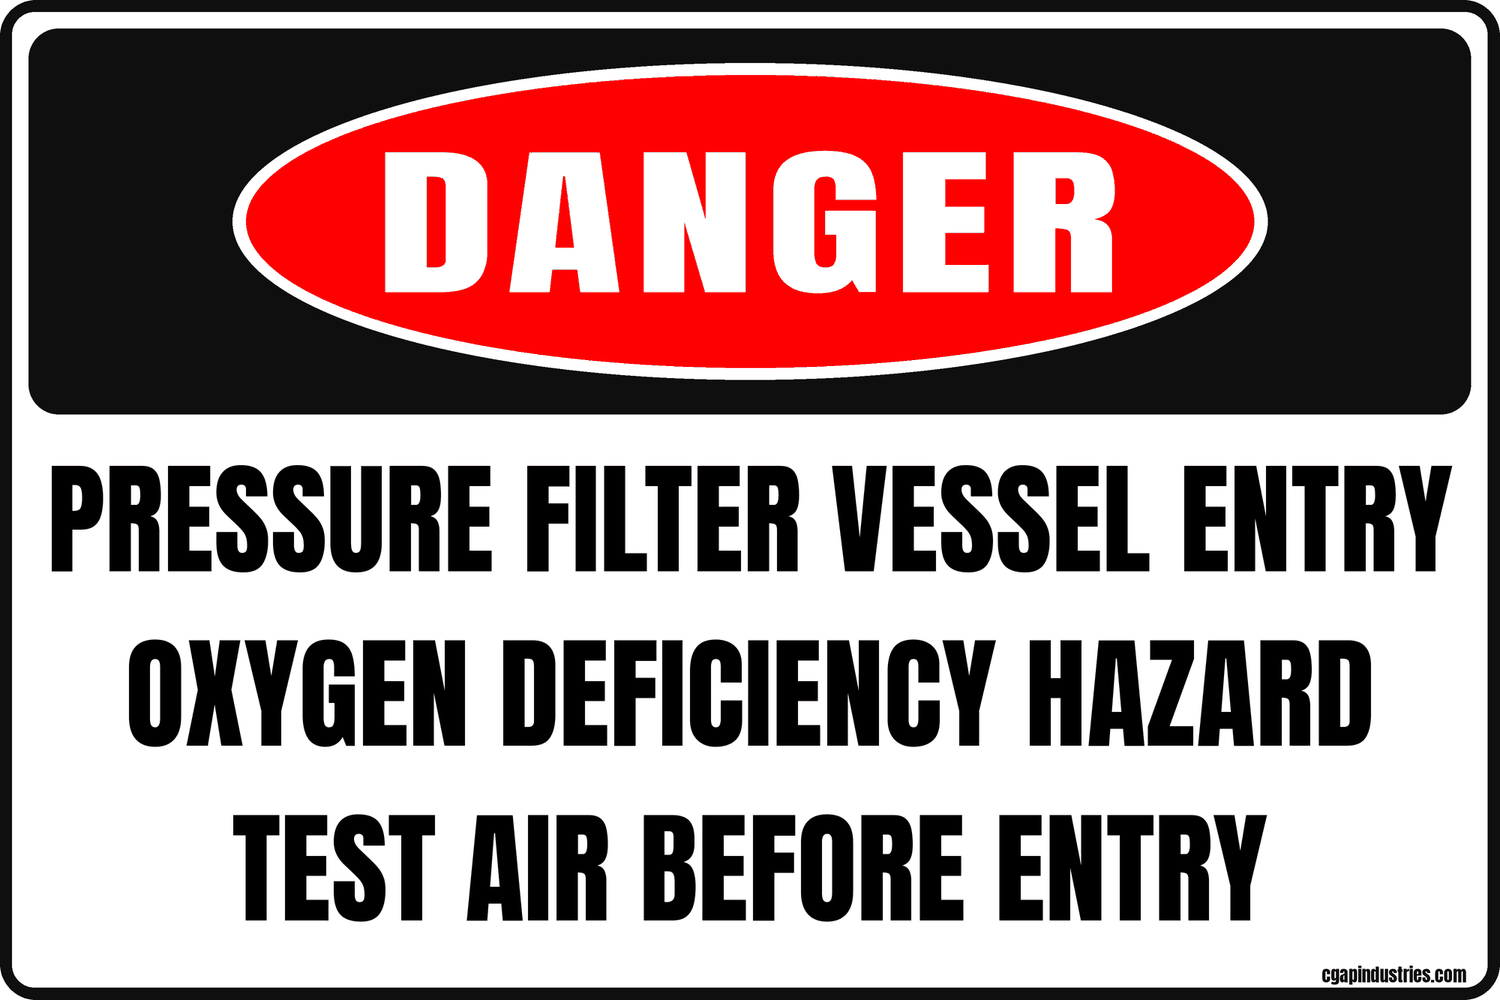 DANGER
PRESSURE FILTER VESSEL ENTRY
OXYGEN DEFICIENCY HAZARD
TEST AIR BEFORE ENTRY
cgapindustries.com